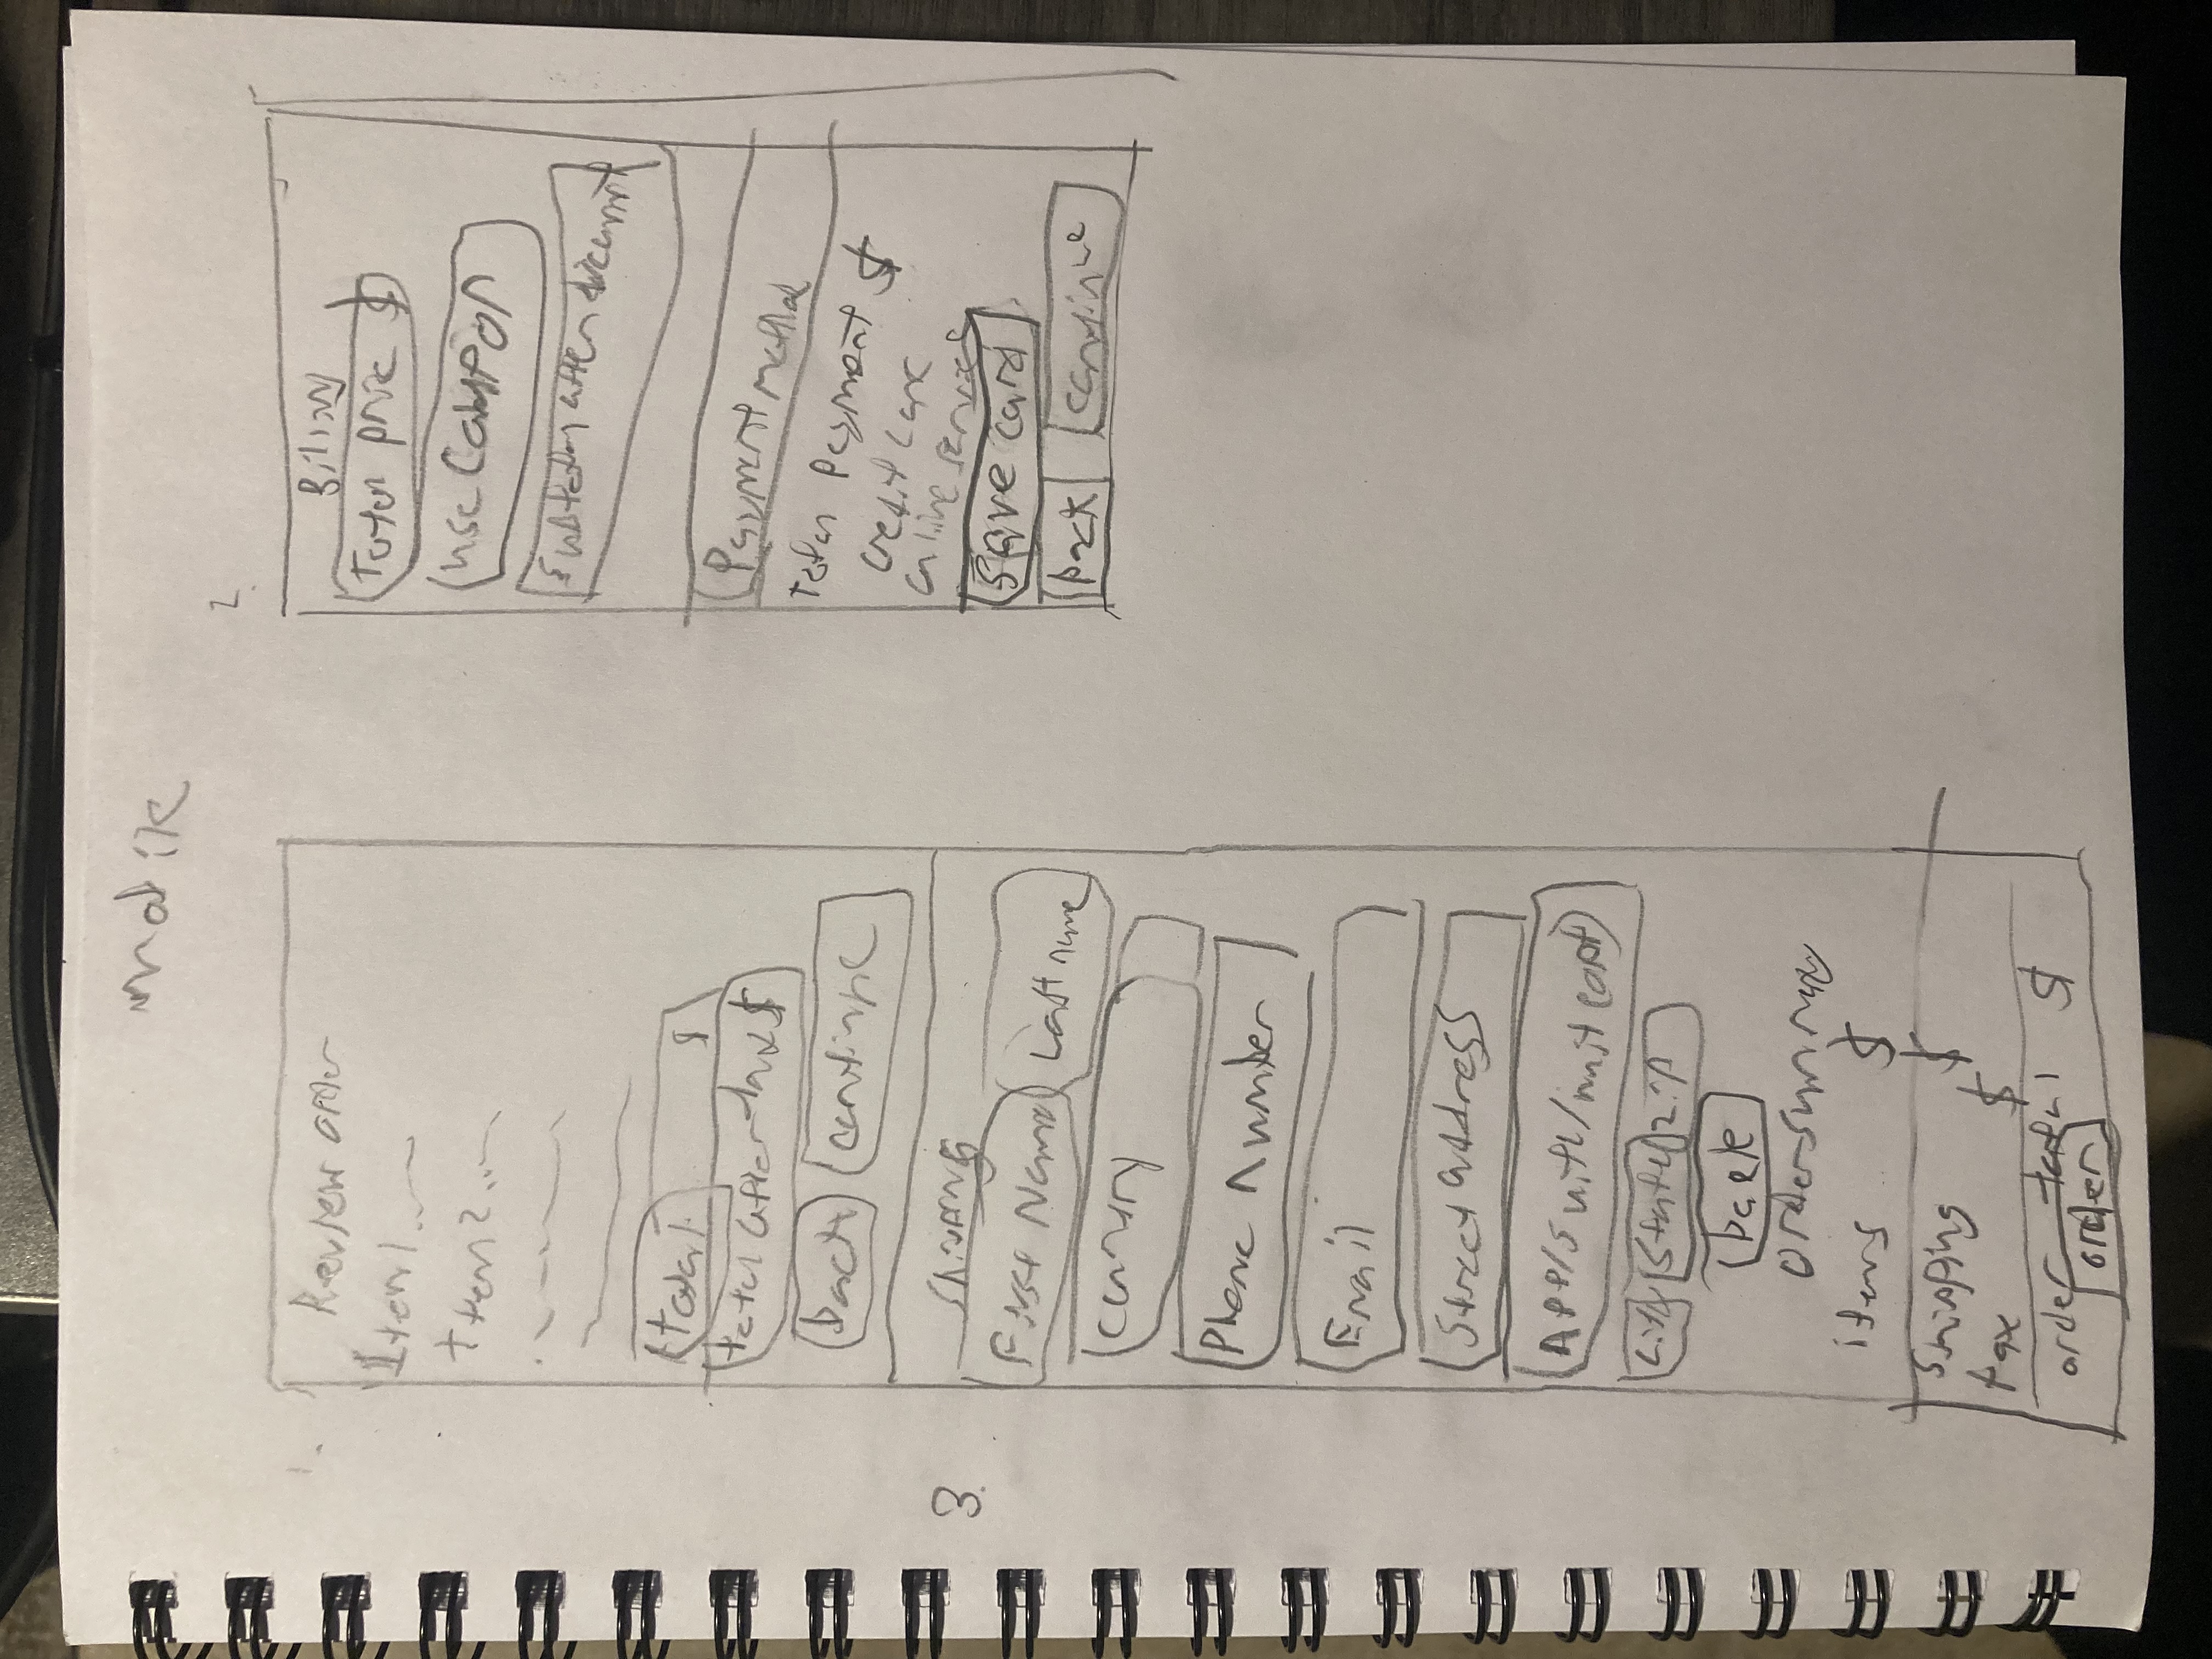 malik
1.
Review order
Item1...
Item2...
total $
total after tax $
back continue
2.
Billing
Total price $
use Coupon
Subtotal after discount
Payment method
Total Payment $
credit card
online services
Save card
back continue
3.
Shipping
First Name Last name
Country
Phone number
Email
Street address
APP/Suite/unit (opt)
City State Zip
back
order summary
items $
Shipping $
tax $
order total $
order